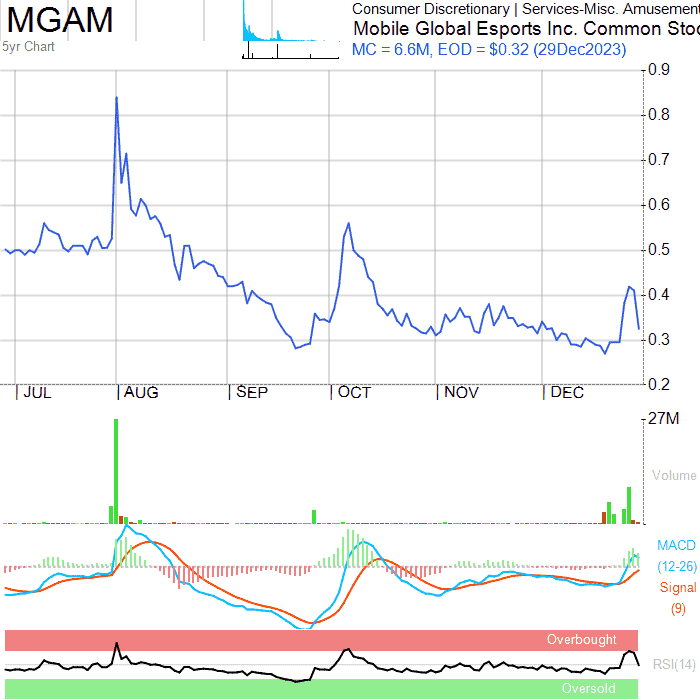 MGAM
5yr Chart
Consumer Discretionary | Services-Misc. Amusement
Mobile Global Esports Inc. Common Stoc
MC = 6.6M, EOD = $0.32 (29Dec2023)
0.9
0.8
0.7
0.6
0.5
0.4
0.3
0.2
JUL
AUG
SEP
OCT
NOV
DEC
27M
Volume
MACD
(12-26)
Signal
(9)
Overbought
RSI(14)
Oversold